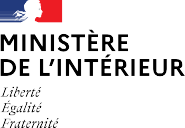 MINISTÈRE
DE L'INTÉRIEUR
Liberté
Égalité
Fraternité